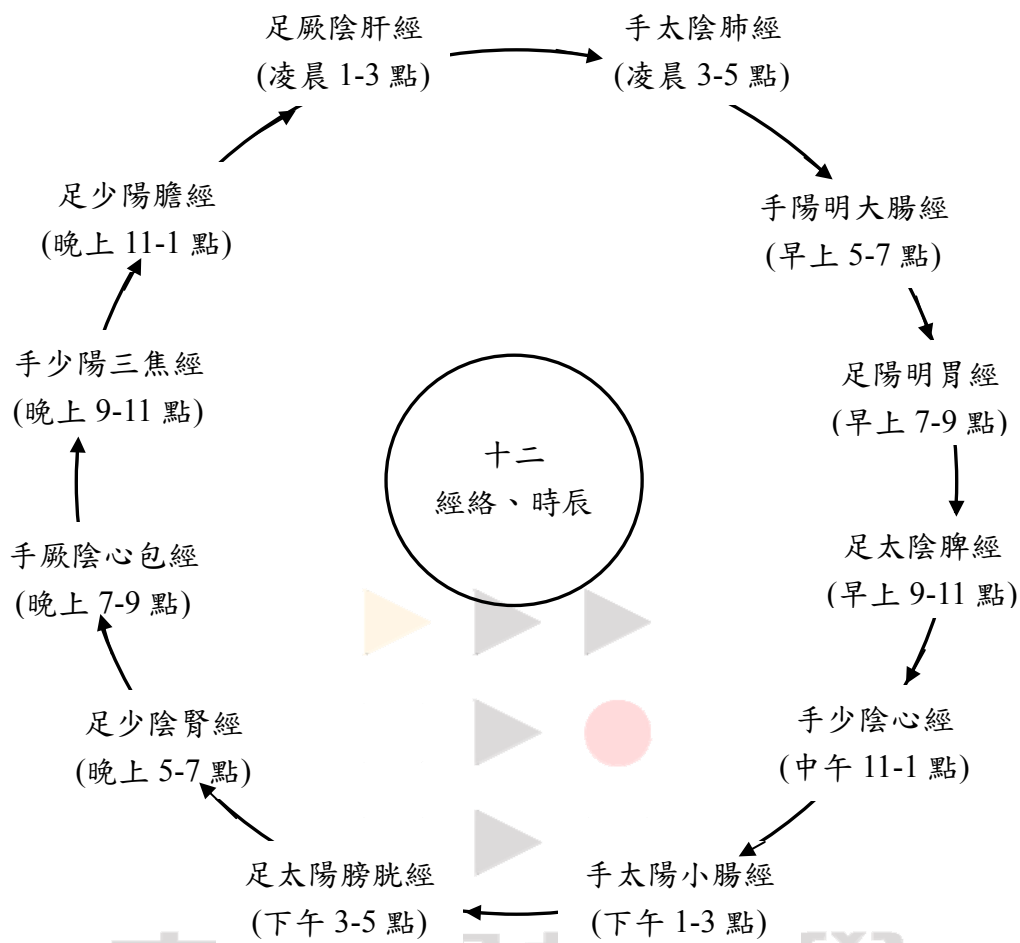 足厥陰肝經
(凌晨 1-3 點)
手太陰肺經
(凌晨 3-5 點)
手陽明大腸經
(早上 5-7 點)
足陽明胃經
(早上 7-9 點)
足太陰脾經
(早上 9-11 點)
手少陰心經
(中午 11-1 點)
手太陽小腸經
(下午 1-3 點)
足太陽膀胱經
(下午 3-5 點)
足少陰腎經
(晚上 5-7 點)
手厥陰心包經
(晚上 7-9 點)
手少陽三焦經
(晚上 9-11 點)
足少陽膽經
(晚上 11-1 點)
十二
經絡、時辰